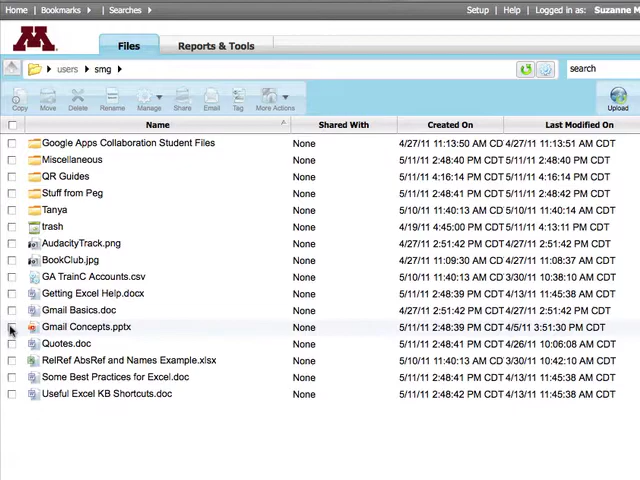 Home Bookmarks Searches Setup Help Logged in as: Suzanne M
M
Files Reports & Tools
users smg search
Copy Move Delete Rename Manage Share Email Tag More Actions Upload
Name Shared With Created On Last Modified On
Google Apps Collaboration Student Files None 4/27/11 11:13:50 AM CD 4/27/11 11:13:51 AM CDT
Miscellaneous None 5/11/11 2:48:40 PM CDT 5/11/11 2:48:40 PM CDT
QR Guides None 5/11/11 4:16:14 PM CDT 5/11/11 4:16:14 PM CDT
Stuff from Peg None 5/11/11 2:48:41 PM CDT 5/11/11 2:48:42 PM CDT
Tanya None 5/10/11 11:40:13 AM CD 5/10/11 11:40:14 AM CDT
trash None 4/19/11 4:45:00 PM CDT 5/11/11 4:13:11 PM CDT
AudacityTrack.png None 4/27/11 2:51:42 PM CDT 4/27/11 2:51:42 PM CDT
BookClub.jpg None 4/27/11 11:09:30 AM CD 4/27/11 11:08:37 AM CDT
GA TrainC Accounts.csv None 5/10/11 11:40:13 AM CD 3/30/11 10:38:10 AM CDT
Getting Excel Help.docx None 5/11/11 2:48:39 PM CDT 4/13/11 11:45:38 AM CDT
Gmail Basics.doc None 4/27/11 2:51:42 PM CDT 4/27/11 2:51:42 PM CDT
Gmail Concepts.pptx None 5/11/11 2:48:39 PM CDT 4/5/11 3:51:30 PM CDT
Quotes.doc None 5/11/11 2:48:41 PM CDT 4/26/11 10:06:08 AM CDT
RelRef AbsRef and Names Example.xlsx None 5/10/11 11:40:13 AM CD 3/30/11 10:42:10 AM CDT
Some Best Practices for Excel.doc None 5/11/11 2:48:41 PM CDT 4/13/11 11:45:38 AM CDT
Useful Excel KB Shortcuts.doc None 5/11/11 2:48:42 PM CDT 4/13/11 11:45:38 AM CDT